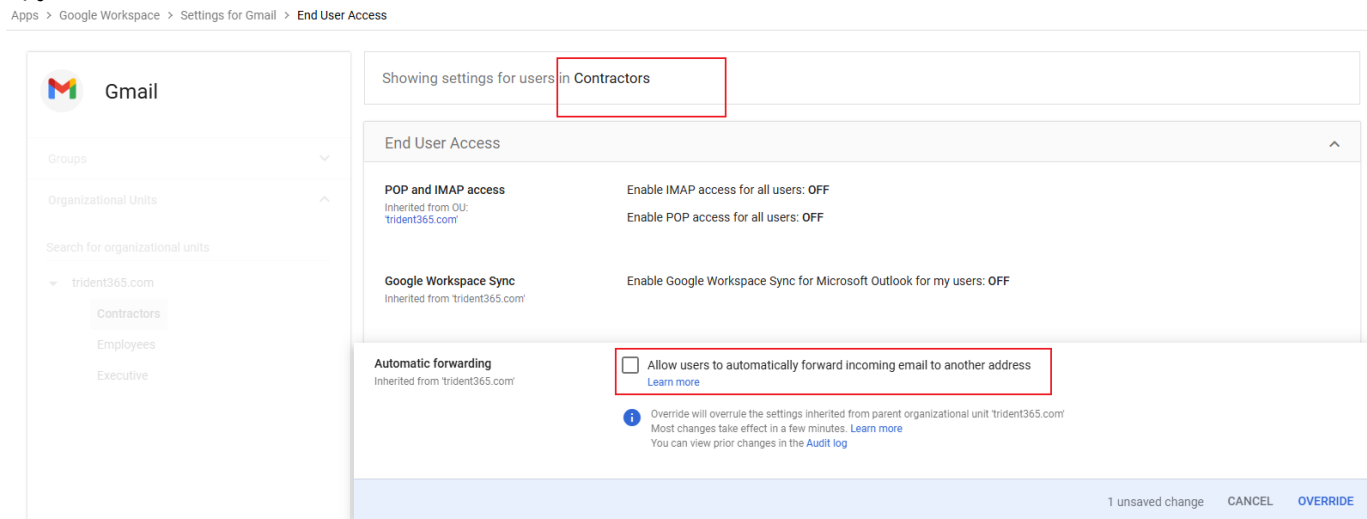 Apps > Google Workspace > Settings for Gmail > End User Access
Gmail
Groups
Organizational Units
Search for organizational units
trident365.com
Contractors
Employees
Executive
Showing settings for users in Contractors
End User Access
POP and IMAP access
Inherited from OU:
'trident365.com'
Enable IMAP access for all users: OFF
Enable POP access for all users: OFF
Google Workspace Sync
Inherited from 'trident365.com'
Enable Google Workspace Sync for Microsoft Outlook for my users: OFF
Automatic forwarding
Inherited from 'trident365.com'
Allow users to automatically forward incoming email to another address
Learn more
Override will overrule the settings inherited from parent organizational unit 'trident365.com'
Most changes take effect in a few minutes. Learn more
You can view prior changes in the Audit log
1 unsaved change CANCEL OVERRIDE